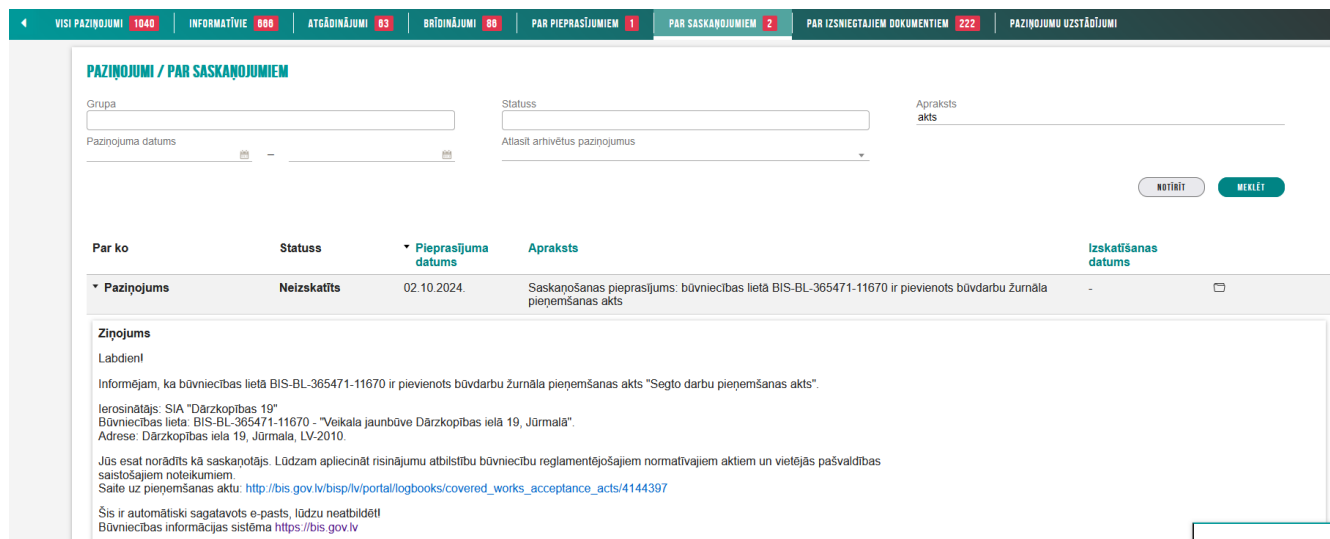 VISI PAZIŅOJUMI 1040 INFORMATĪVIE 666 ATGĀDINĀJUMI 63 BRĪDINĀJUMI 86 PAR PIEPRASĪJUMIEM 1 PAR SASKAŅOJUMIEM 2 PAR IZSNIEGTAJIEM DOKUMENTIEM 222 PAZIŅOJUMU UZSTĀDĪJUMI
PAZIŅOJUMI / PAR SASKAŅOJUMIEM
Grupa Statuss Apraksts
akts
Paziņojuma datums Atlasīt arhivētus paziņojumus
–
NOTĪRĪT MEKLĒT
Par ko Statuss Pieprasījuma datums Apraksts Izskatīšanas datums
Paziņojums Neizskatīts 02.10.2024. Saskaņošanas pieprasījums: būvniecības lietā BIS-BL-365471-11670 ir pievienots būvdarbu žurnāla -
pieņemšanas akts
Ziņojums
Labdien!
Informējam, ka būvniecības lietā BIS-BL-365471-11670 ir pievienots būvdarbu žurnāla pieņemšanas akts "Segto darbu pieņemšanas akts".
Ierosinātājs: SIA "Dārzkopības 19"
Būvniecības lieta: BIS-BL-365471-11670 - "Veikala jaunbūve Dārzkopības ielā 19, Jūrmalā".
Adrese: Dārzkopības iela 19, Jūrmala, LV-2010.
Jūs esat norādīts kā saskaņotājs. Lūdzam apliecināt risinājumu atbilstību būvniecību reglamentējošajiem normatīvajiem aktiem un vietējās pašvaldības
saistošajiem noteikumiem.
Saite uz pieņemšanas aktu: http://bis.gov.lv/bisp/lv/portal/logbooks/covered_works_acceptance_acts/4144397
Šis ir automātiski sagatavots e-pasts, lūdzu neatbildēt!
Būvniecības informācijas sistēma https://bis.gov.lv